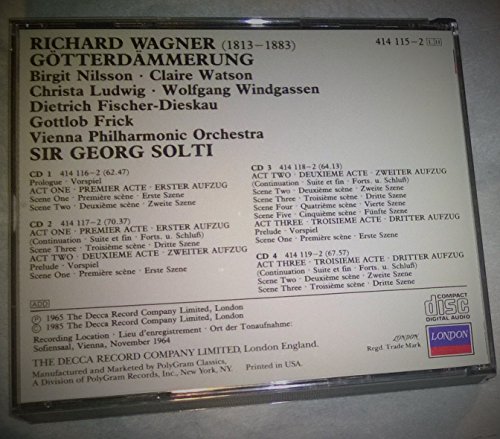 RICHARD WAGNER (1813–1883)
414 115-2 LH
GÖTTERDÄMMERUNG
Birgit Nilsson · Claire Watson
Christa Ludwig · Wolfgang Windgassen
Dietrich Fischer-Dieskau
Gottlob Frick
Vienna Philharmonic Orchestra
SIR GEORG SOLTI
CD 1 414 116-2 (62.47)
Prologue · Vorspiel
ACT ONE · PREMIER ACTE · ERSTER AUFZUG
Scene One · Première scène · Erste Szene
Scene Two · Deuxième scène · Zweite Szene
CD 2 414 117-2 (70.37)
ACT ONE · PREMIER ACTE · ERSTER AUFZUG
(Continuation · Suite et fin · Forts. u. Schluß)
Scene Three · Troisième scène · Dritte Szene
ACT TWO · DEUXIEME ACTE · ZWEITER AUFZUG
Prelude · Vorspiel
Scene One · Première scène · Erste Szene
CD 3 414 118-2 (64.13)
ACT TWO · DEUXIEME ACTE · ZWEITER AUFZUG
(Continuation · Suite et fin · Forts. u. Schluß)
Scene Two · Deuxième scène · Zweite Szene
Scene Three · Troisième scène · Dritte Szene
Scene Four · Quatrième scène · Vierte Szene
Scene Five · Cinquième scène · Fünfte Szene
ACT THREE · TROISIEME ACTE · DRITTER AUFZUG
Prelude · Vorspiel
Scene One · Première scène · Erste Szene
CD 4 414 119-2 (67.57)
ACT THREE · TROISIEME ACTE · DRITTER AUFZUG
(Continuation · Suite et fin · Forts. u. Schluß)
Scene Two · Deuxième scène · Zweite Szene
Scene Three · Troisième scène · Dritte Szene
ADD
℗ 1965 The Decca Record Company Limited, London
© 1985 The Decca Record Company Limited, London
Recording Location · Lieu d'enregistrement · Ort der Tonaufnahme:
Sofiensaal, Vienna, November 1964
THE DECCA RECORD COMPANY LIMITED, London England.
Manufactured and Marketed by PolyGram Classics,
A Division of PolyGram Records, Inc., New York, NY.
Printed in USA.
COMPACT
disc
DIGITAL AUDIO
LONDON
Regd. Trade Mark
LONDON